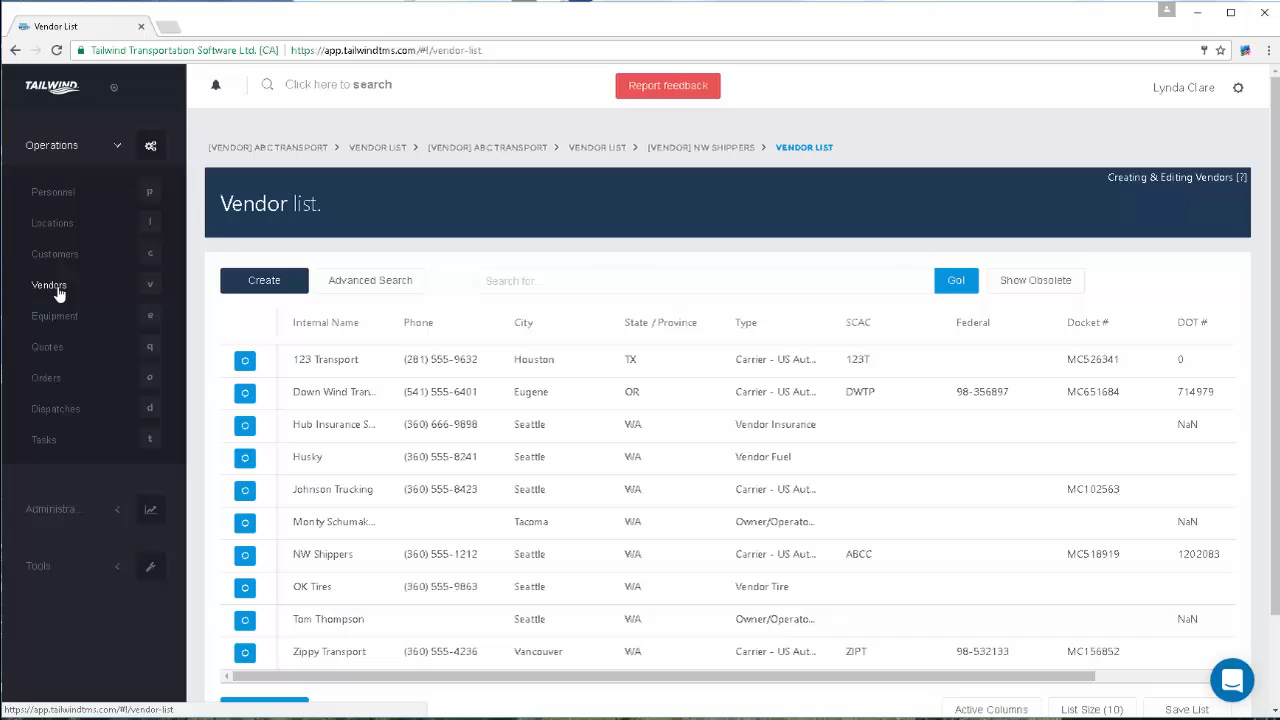 Vendor List
Tailwind Transportation Software Ltd. [CA] | https://app.tailwindtms.com/#!/vendor-list
TAILWIND
Click here to search
Report feedback
Lynda Clare
Operations
Personnel p
Locations l
Customers c
Vendors v
Equipment e
Quotes q
Orders o
Dispatches d
Tasks t
Administra...
Tools
[VENDOR] ABC TRANSPORT > VENDOR LIST > [VENDOR] ABC TRANSPORT > VENDOR LIST > [VENDOR] NW SHIPPERS > VENDOR LIST
Creating & Editing Vendors [?]
Vendor list.
Create Advanced Search Search for... Go! Show Obsolete
Internal Name Phone City State / Province Type SCAC Federal Docket # DOT #
123 Transport (281) 555-9632 Houston TX Carrier - US Aut... 123T MC526341 0
Down Wind Tran... (541) 555-6401 Eugene OR Carrier - US Aut... DWTP 98-356897 MC651684 714979
Hub Insurance S... (360) 666-9898 Seattle WA Vendor Insurance NaN
Husky (360) 555-8241 Seattle WA Vendor Fuel
Johnson Trucking (360) 555-8423 Seattle WA Carrier - US Aut... MC102563
Monty Schumak... Tacoma WA Owner/Operato... NaN
NW Shippers (360) 555-1212 Seattle WA Carrier - US Aut... ABCC MC518919 1202083
OK Tires (360) 555-9863 Seattle WA Vendor Tire
Tom Thompson Seattle WA Owner/Operato... NaN
Zippy Transport (360) 555-4236 Vancouver WA Carrier - US Aut... ZIPT 98-532133 MC156852
Active Columns List Size (10) Save List
https://app.tailwindtms.com/#!/vendor-list